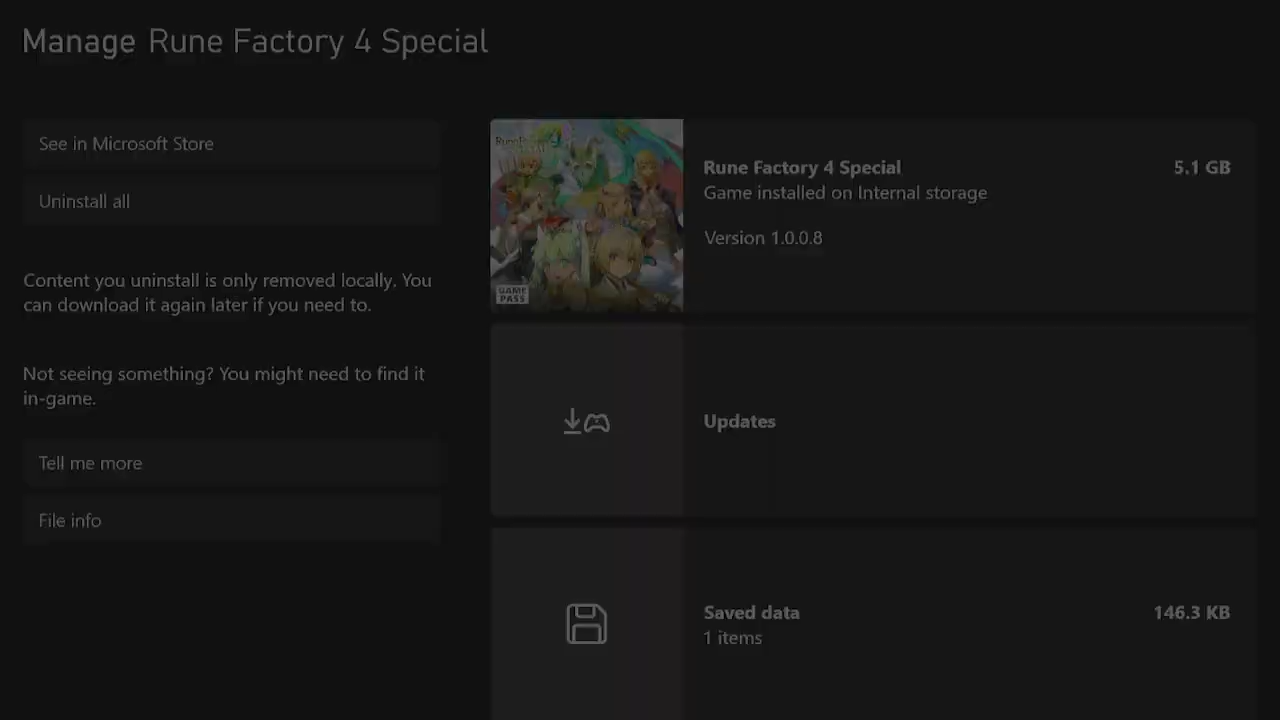 Manage Rune Factory 4 Special
See in Microsoft Store
Uninstall all
Content you uninstall is only removed locally. You
can download it again later if you need to.
Not seeing something? You might need to find it
in-game.
Tell me more
File info
GAME
PASS
Rune Factory 4 Special
5.1 GB
Game installed on Internal storage
Version 1.0.0.8
Updates
Saved data
146.3 KB
1 items